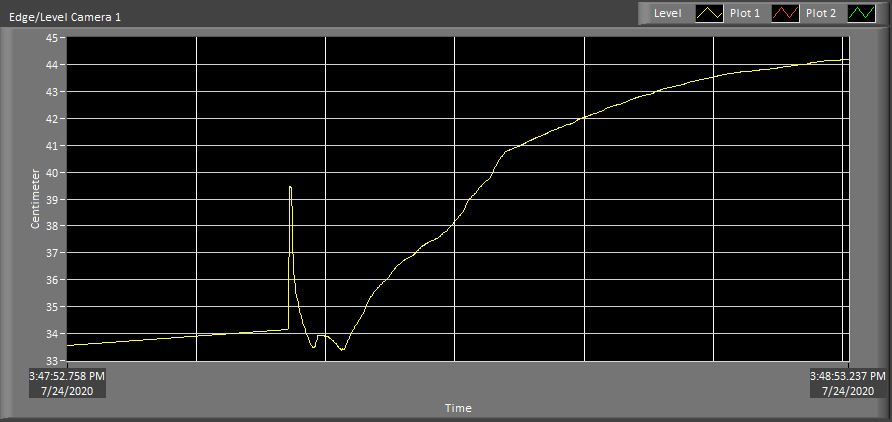 Edge/Level Camera 1
Level
Plot 1
Plot 2
45
44
43
42
41
40
39
38
37
36
35
34
33
Centimeter
3:47:52.758 PM
7/24/2020
3:48:53.237 PM
7/24/2020
Time